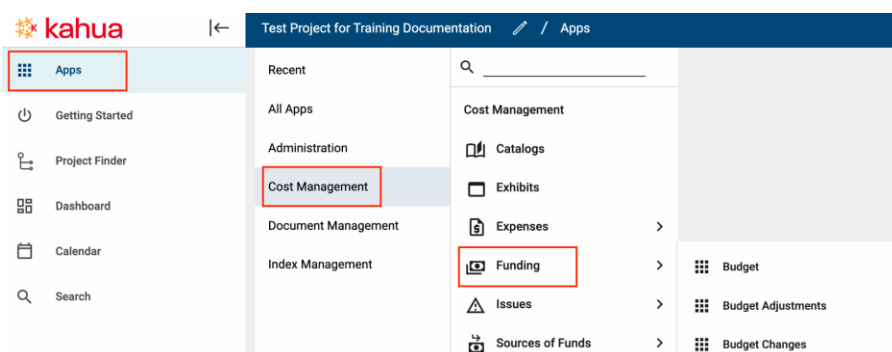 kahua
Test Project for Training Documentation / Apps
Apps
Getting Started
Project Finder
Dashboard
Calendar
Search
Recent
All Apps
Administration
Cost Management
Document Management
Index Management
Cost Management
Catalogs
Exhibits
Expenses
Funding
Issues
Sources of Funds
Budget
Budget Adjustments
Budget Changes